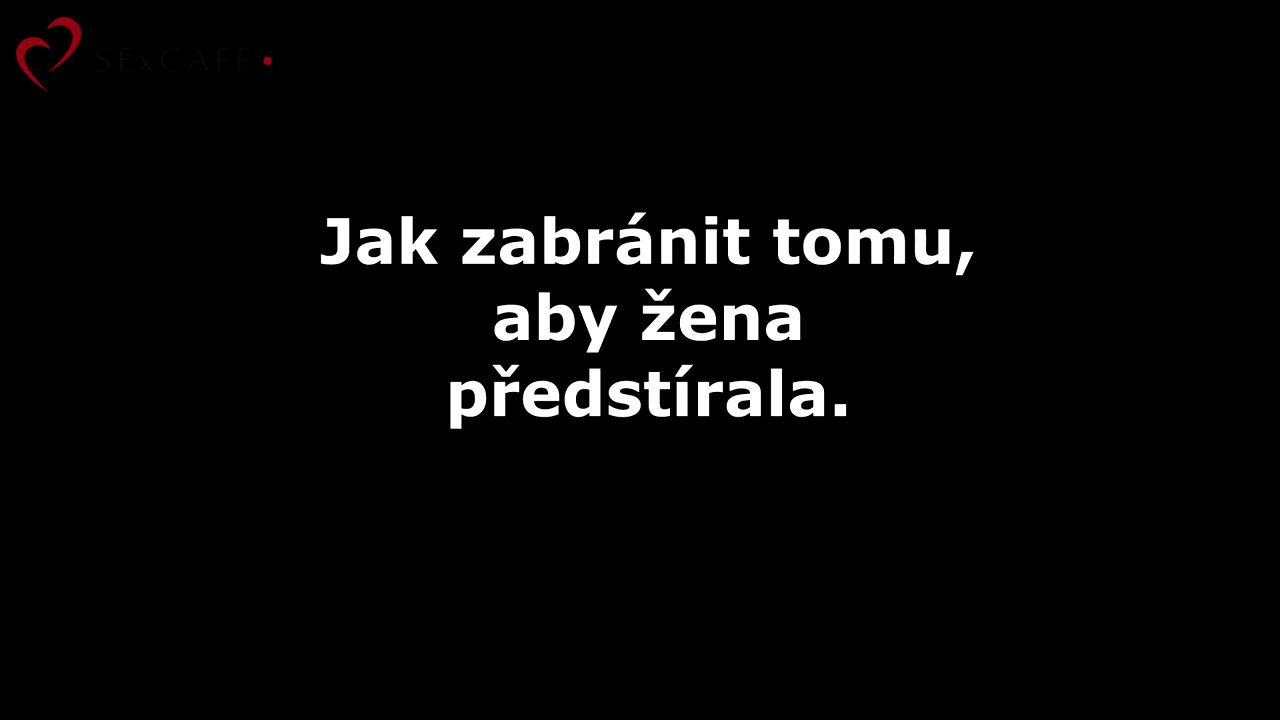 SExCAFÉ
Jak zabránit tomu,
aby žena
předstírala.